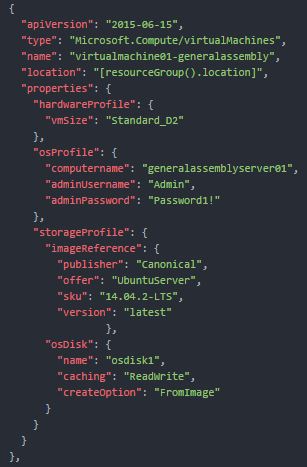 {
  "apiVersion": "2015-06-15",
  "type": "Microsoft.Compute/virtualMachines",
  "name": "virtualmachine01-generalassembly",
  "location": "[resourceGroup().location]",
  "properties": {
    "hardwareProfile": {
      "vmSize": "Standard_D2"
    },
    "osProfile": {
      "computername": "generalassemblyserver01",
      "adminUsername": "Admin",
      "adminPassword": "Password1!"
    },
    "storageProfile": {
      "imageReference": {
        "publisher": "Canonical",
        "offer": "UbuntuServer",
        "sku": "14.04.2-LTS",
        "version": "latest"
                },
      "osDisk": {
        "name": "osdisk1",
        "caching": "ReadWrite",
        "createOption": "FromImage"
      }
    }
  }
},